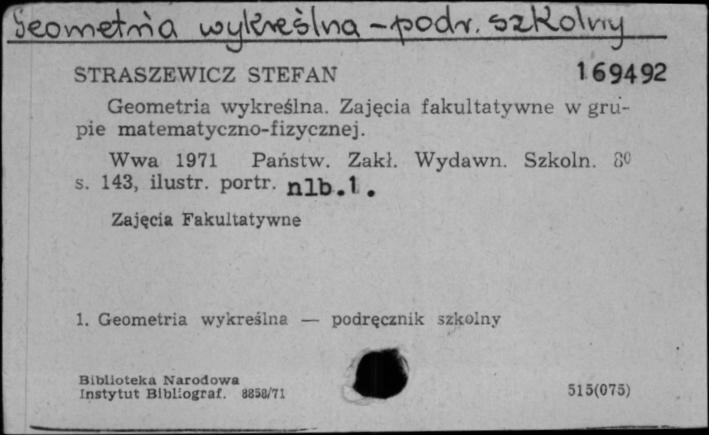 Geometria wykreślna – podr. szkolny
STRASZEWICZ STEFAN 169492
Geometria wykreślna. Zajęcia fakultatywne w gru-
pie matematyczno-fizycznej.
Wwa 1971 Państw. Zakł. Wydawn. Szkoln. 8⁰
s. 143, ilustr. portr. nlb.1.
Zajęcia Fakultatywne
1. Geometria wykreślna — podręcznik szkolny
Biblioteka Narodowa
Instytut Bibliograf. 8858/71 515(075)